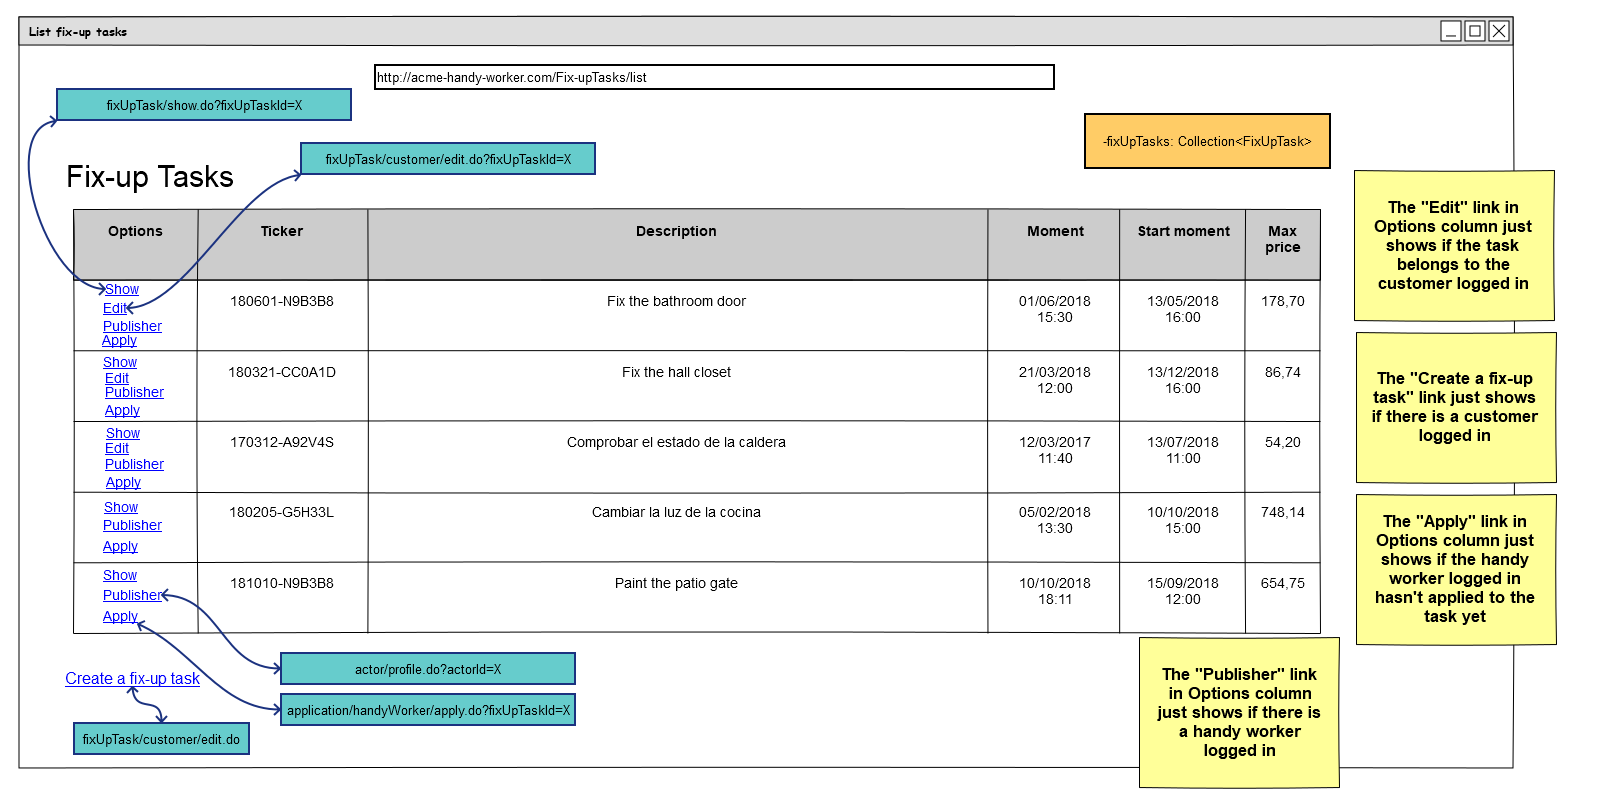 List fix-up tasks
http://acme-handy-worker.com/Fix-upTasks/list
fixUpTask/show.do?fixUpTaskId=X
-fixUpTasks: Collection<FixUpTask>
fixUpTask/customer/edit.do?fixUpTaskId=X
Fix-up Tasks
Options Ticker Description Moment Start moment Max
price
Show
Edit
Publisher
Apply
180601-N9B3B8
Fix the bathroom door
01/06/2018
15:30
13/05/2018
16:00
178,70
Show
Edit
Publisher
Apply
180321-CC0A1D
Fix the hall closet
21/03/2018
12:00
13/12/2018
16:00
86,74
Show
Edit
Publisher
Apply
170312-A92V4S
Comprobar el estado de la caldera
12/03/2017
11:40
13/07/2018
11:00
54,20
Show
Publisher
Apply
180205-G5H33L
Cambiar la luz de la cocina
05/02/2018
13:30
10/10/2018
15:00
748,14
Show
Publisher
Apply
181010-N9B3B8
Paint the patio gate
10/10/2018
18:11
15/09/2018
12:00
654,75
The "Edit" link in
Options column just
shows if the task
belongs to the
customer logged in
The "Create a fix-up
task" link just shows
if there is a customer
logged in
The "Apply" link in
Options column just
shows if the handy
worker logged in
hasn't applied to the
task yet
The "Publisher" link
in Options column
just shows if there is
a handy worker
logged in
actor/profile.do?actorId=X
Create a fix-up task
application/handyWorker/apply.do?fixUpTaskId=X
fixUpTask/customer/edit.do